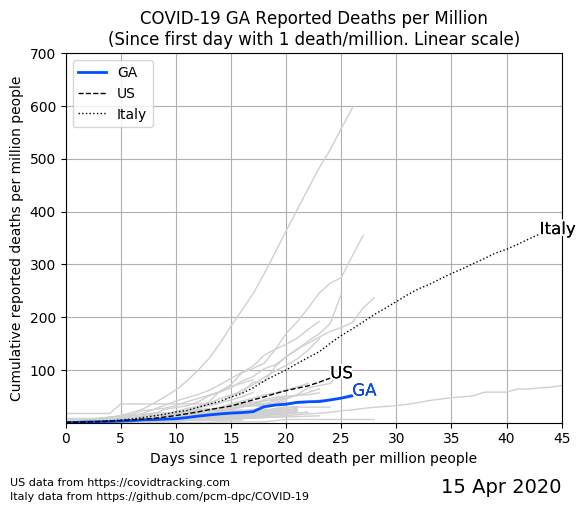 COVID-19 GA Reported Deaths per Million
(Since first day with 1 death/million. Linear scale)
Cumulative reported deaths per million people
700
600
500
400
300
200
100
GA
US
Italy
Italy
US
GA
0 5 10 15 20 25 30 35 40 45
Days since 1 reported death per million people
US data from https://covidtracking.com
Italy data from https://github.com/pcm-dpc/COVID-19
15 Apr 2020